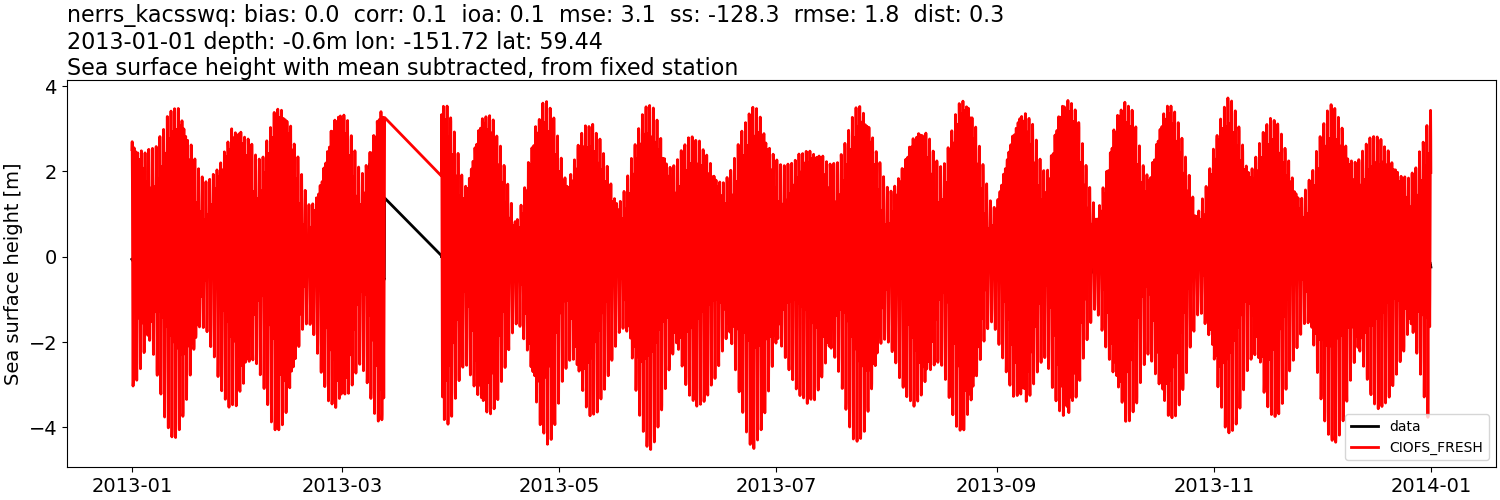 nerrs_kacsswq: bias: 0.0  corr: 0.1  ioa: 0.1  mse: 3.1  ss: -128.3  rmse: 1.8  dist: 0.3
2013-01-01 depth: -0.6m lon: -151.72 lat: 59.44
Sea surface height with mean subtracted, from fixed station
Sea surface height [m]
4
2
0
−2
−4
data
CIOFS_FRESH
2013-01
2013-03
2013-05
2013-07
2013-09
2013-11
2014-01